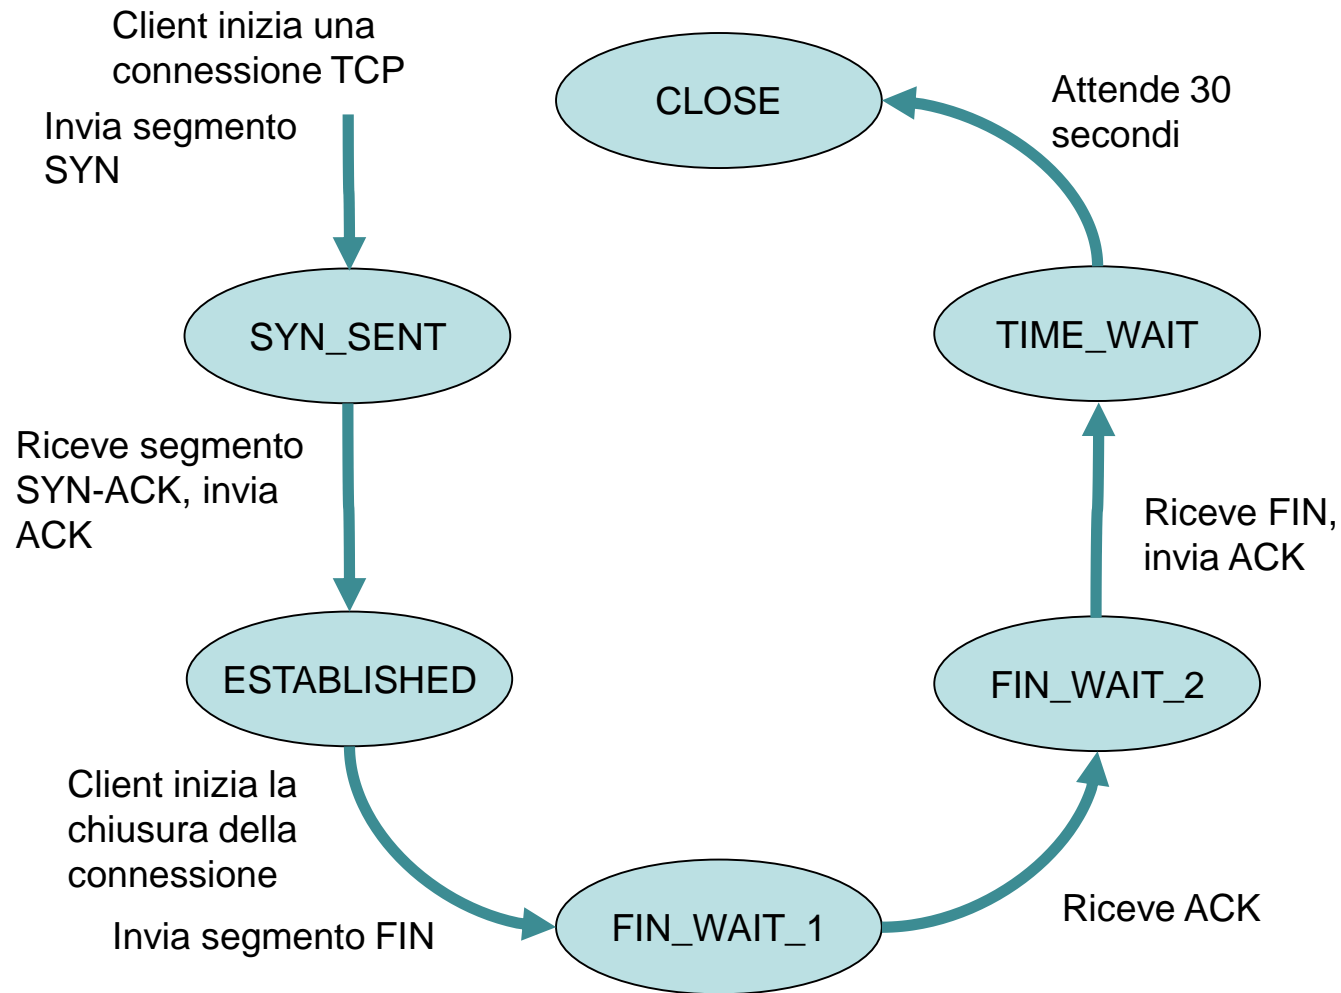 Client inizia una
connessione TCP
Invia segmento
SYN
SYN_SENT
Riceve segmento
SYN-ACK, invia
ACK
ESTABLISHED
Client inizia la
chiusura della
connessione
Invia segmento FIN
FIN_WAIT_1
Riceve ACK
FIN_WAIT_2
Riceve FIN,
invia ACK
TIME_WAIT
Attende 30
secondi
CLOSE